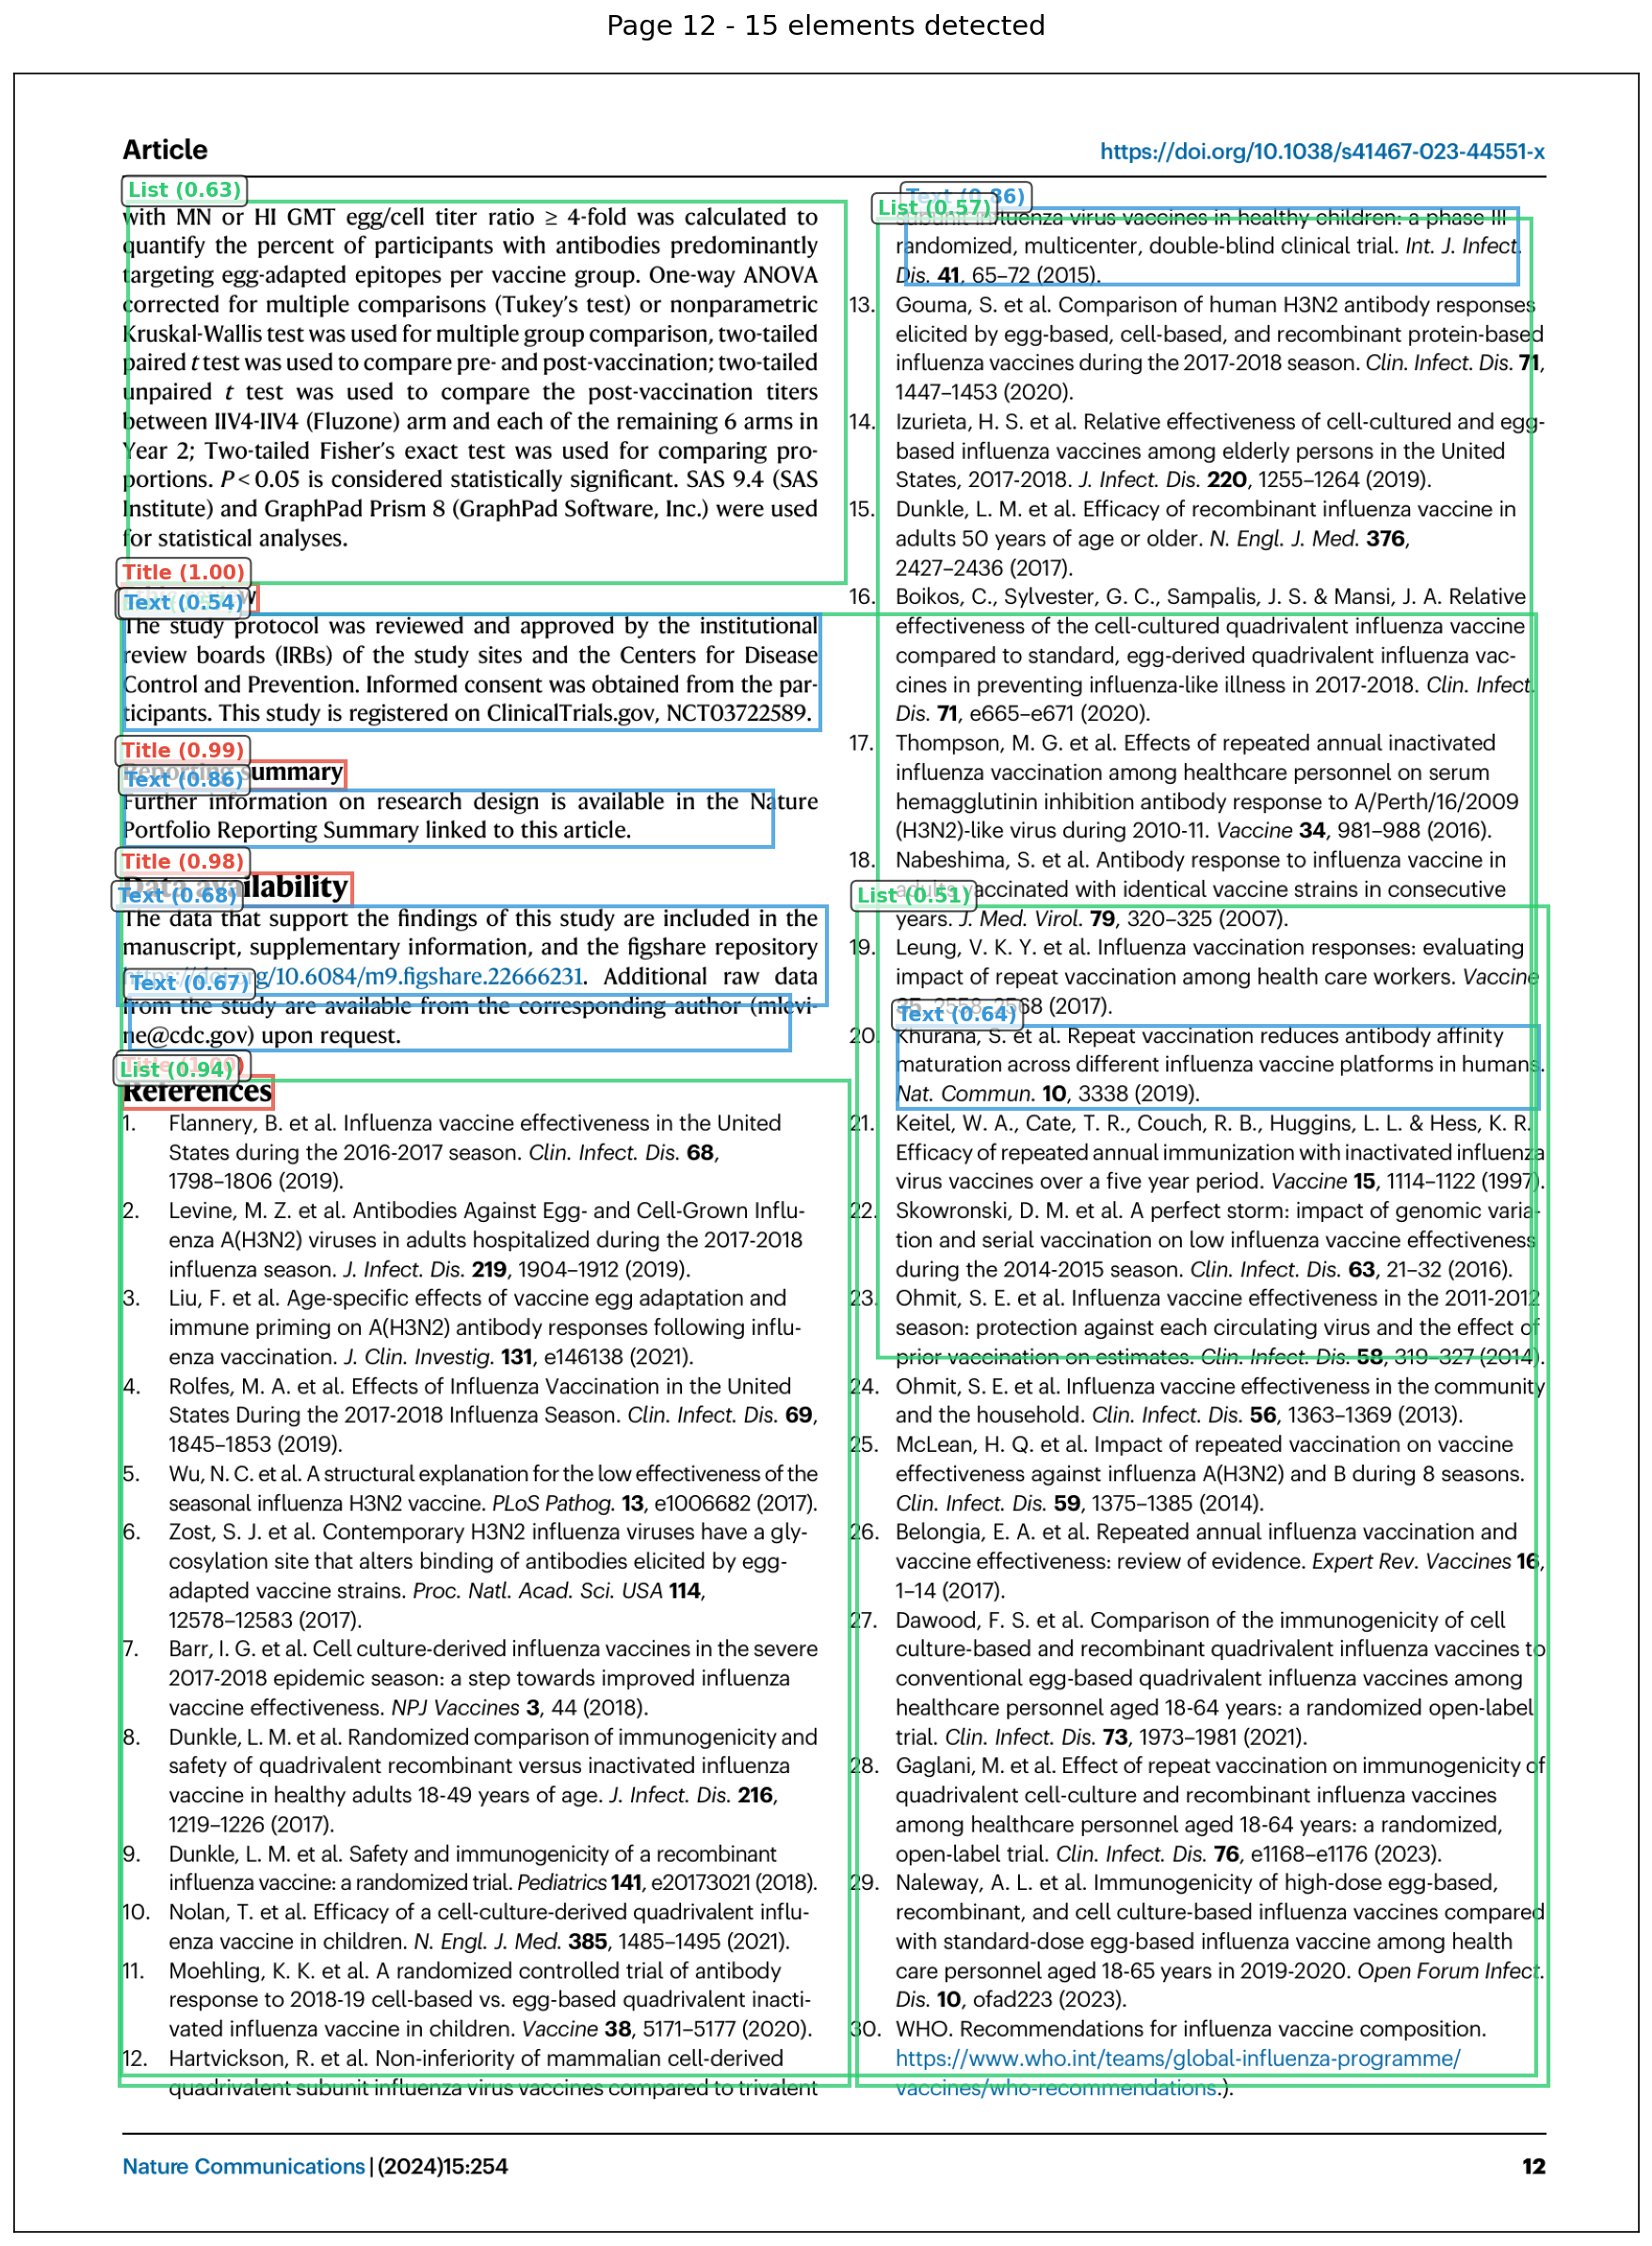 Page 12 - 15 elements detected
Article
https://doi.org/10.1038/s41467-023-44551-x
List (0.63)
with MN or HI GMT egg/cell titer ratio ≥ 4-fold was calculated to
quantify the percent of participants with antibodies predominantly
targeting egg-adapted epitopes per vaccine group. One-way ANOVA
corrected for multiple comparisons (Tukey's test) or nonparametric
Kruskal-Wallis test was used for multiple group comparison, two-tailed
paired t test was used to compare pre- and post-vaccination; two-tailed
unpaired t test was used to compare the post-vaccination titers
between IIV4-IIV4 (Fluzone) arm and each of the remaining 6 arms in
Year 2; Two-tailed Fisher's exact test was used for comparing pro-
portions. P < 0.05 is considered statistically significant. SAS 9.4 (SAS
Institute) and GraphPad Prism 8 (GraphPad Software, Inc.) were used
for statistical analyses.
Title (1.00)
Text (0.54)
The study protocol was reviewed and approved by the institutional
review boards (IRBs) of the study sites and the Centers for Disease
Control and Prevention. Informed consent was obtained from the par-
ticipants. This study is registered on ClinicalTrials.gov, NCT03722589.
Title (0.99)
Reporting summary
Text (0.86)
Further information on research design is available in the Nature
Portfolio Reporting Summary linked to this article.
Title (0.98)
Data availability
Text (0.68)
The data that support the findings of this study are included in the
manuscript, supplementary information, and the figshare repository
https://doi.org/10.6084/m9.figshare.22666231. Additional raw data
Text (0.67)
from the study are available from the corresponding author (mlevi-
ne@cdc.gov) upon request.
Title (1.00)
List (0.94)
References
1. Flannery, B. et al. Influenza vaccine effectiveness in the United
States during the 2016-2017 season. Clin. Infect. Dis. 68,
1798–1806 (2019).
2. Levine, M. Z. et al. Antibodies Against Egg- and Cell-Grown Influ-
enza A(H3N2) viruses in adults hospitalized during the 2017-2018
influenza season. J. Infect. Dis. 219, 1904–1912 (2019).
3. Liu, F. et al. Age-specific effects of vaccine egg adaptation and
immune priming on A(H3N2) antibody responses following influ-
enza vaccination. J. Clin. Investig. 131, e146138 (2021).
4. Rolfes, M. A. et al. Effects of Influenza Vaccination in the United
States During the 2017-2018 Influenza Season. Clin. Infect. Dis. 69,
1845–1853 (2019).
5. Wu, N. C. et al. A structural explanation for the low effectiveness of the
seasonal influenza H3N2 vaccine. PLoS Pathog. 13, e1006682 (2017).
6. Zost, S. J. et al. Contemporary H3N2 influenza viruses have a gly-
cosylation site that alters binding of antibodies elicited by egg-
adapted vaccine strains. Proc. Natl. Acad. Sci. USA 114,
12578–12583 (2017).
7. Barr, I. G. et al. Cell culture-derived influenza vaccines in the severe
2017-2018 epidemic season: a step towards improved influenza
vaccine effectiveness. NPJ Vaccines 3, 44 (2018).
8. Dunkle, L. M. et al. Randomized comparison of immunogenicity and
safety of quadrivalent recombinant versus inactivated influenza
vaccine in healthy adults 18-49 years of age. J. Infect. Dis. 216,
1219–1226 (2017).
9. Dunkle, L. M. et al. Safety and immunogenicity of a recombinant
influenza vaccine: a randomized trial. Pediatrics 141, e20173021 (2018).
10. Nolan, T. et al. Efficacy of a cell-culture-derived quadrivalent influ-
enza vaccine in children. N. Engl. J. Med. 385, 1485–1495 (2021).
11. Moehling, K. K. et al. A randomized controlled trial of antibody
response to 2018-19 cell-based vs. egg-based quadrivalent inacti-
vated influenza vaccine in children. Vaccine 38, 5171–5177 (2020).
12. Hartvickson, R. et al. Non-inferiority of mammalian cell-derived
quadrivalent subunit influenza virus vaccines compared to trivalent
Text (0.86)
List (0.57)
subunit influenza virus vaccines in healthy children: a phase III
randomized, multicenter, double-blind clinical trial. Int. J. Infect.
Dis. 41, 65–72 (2015).
13. Gouma, S. et al. Comparison of human H3N2 antibody responses
elicited by egg-based, cell-based, and recombinant protein-based
influenza vaccines during the 2017-2018 season. Clin. Infect. Dis. 71,
1447–1453 (2020).
14. Izurieta, H. S. et al. Relative effectiveness of cell-cultured and egg-
based influenza vaccines among elderly persons in the United
States, 2017-2018. J. Infect. Dis. 220, 1255–1264 (2019).
15. Dunkle, L. M. et al. Efficacy of recombinant influenza vaccine in
adults 50 years of age or older. N. Engl. J. Med. 376,
2427–2436 (2017).
16. Boikos, C., Sylvester, G. C., Sampalis, J. S. & Mansi, J. A. Relative
effectiveness of the cell-cultured quadrivalent influenza vaccine
compared to standard, egg-derived quadrivalent influenza vac-
cines in preventing influenza-like illness in 2017-2018. Clin. Infect.
Dis. 71, e665–e671 (2020).
17. Thompson, M. G. et al. Effects of repeated annual inactivated
influenza vaccination among healthcare personnel on serum
hemagglutinin inhibition antibody response to A/Perth/16/2009
(H3N2)-like virus during 2010-11. Vaccine 34, 981–988 (2016).
18. Nabeshima, S. et al. Antibody response to influenza vaccine in
List (0.51)
adults vaccinated with identical vaccine strains in consecutive
years. J. Med. Virol. 79, 320–325 (2007).
19. Leung, V. K. Y. et al. Influenza vaccination responses: evaluating
impact of repeat vaccination among health care workers. Vaccine
35, 2558–2568 (2017).
Text (0.64)
20. Khurana, S. et al. Repeat vaccination reduces antibody affinity
maturation across different influenza vaccine platforms in humans.
Nat. Commun. 10, 3338 (2019).
21. Keitel, W. A., Cate, T. R., Couch, R. B., Huggins, L. L. & Hess, K. R.
Efficacy of repeated annual immunization with inactivated influenza
virus vaccines over a five year period. Vaccine 15, 1114–1122 (1997).
22. Skowronski, D. M. et al. A perfect storm: impact of genomic varia-
tion and serial vaccination on low influenza vaccine effectiveness
during the 2014-2015 season. Clin. Infect. Dis. 63, 21–32 (2016).
23. Ohmit, S. E. et al. Influenza vaccine effectiveness in the 2011-2012
season: protection against each circulating virus and the effect of
prior vaccination on estimates. Clin. Infect. Dis. 58, 319–327 (2014).
24. Ohmit, S. E. et al. Influenza vaccine effectiveness in the community
and the household. Clin. Infect. Dis. 56, 1363–1369 (2013).
25. McLean, H. Q. et al. Impact of repeated vaccination on vaccine
effectiveness against influenza A(H3N2) and B during 8 seasons.
Clin. Infect. Dis. 59, 1375–1385 (2014).
26. Belongia, E. A. et al. Repeated annual influenza vaccination and
vaccine effectiveness: review of evidence. Expert Rev. Vaccines 16,
1–14 (2017).
27. Dawood, F. S. et al. Comparison of the immunogenicity of cell
culture-based and recombinant quadrivalent influenza vaccines to
conventional egg-based quadrivalent influenza vaccines among
healthcare personnel aged 18-64 years: a randomized open-label
trial. Clin. Infect. Dis. 73, 1973–1981 (2021).
28. Gaglani, M. et al. Effect of repeat vaccination on immunogenicity of
quadrivalent cell-culture and recombinant influenza vaccines
among healthcare personnel aged 18-64 years: a randomized,
open-label trial. Clin. Infect. Dis. 76, e1168–e1176 (2023).
29. Naleway, A. L. et al. Immunogenicity of high-dose egg-based,
recombinant, and cell culture-based influenza vaccines compared
with standard-dose egg-based influenza vaccine among health
care personnel aged 18-65 years in 2019-2020. Open Forum Infect.
Dis. 10, ofad223 (2023).
30. WHO. Recommendations for influenza vaccine composition.
https://www.who.int/teams/global-influenza-programme/
vaccines/who-recommendations.).
Nature Communications | (2024)15:254
12